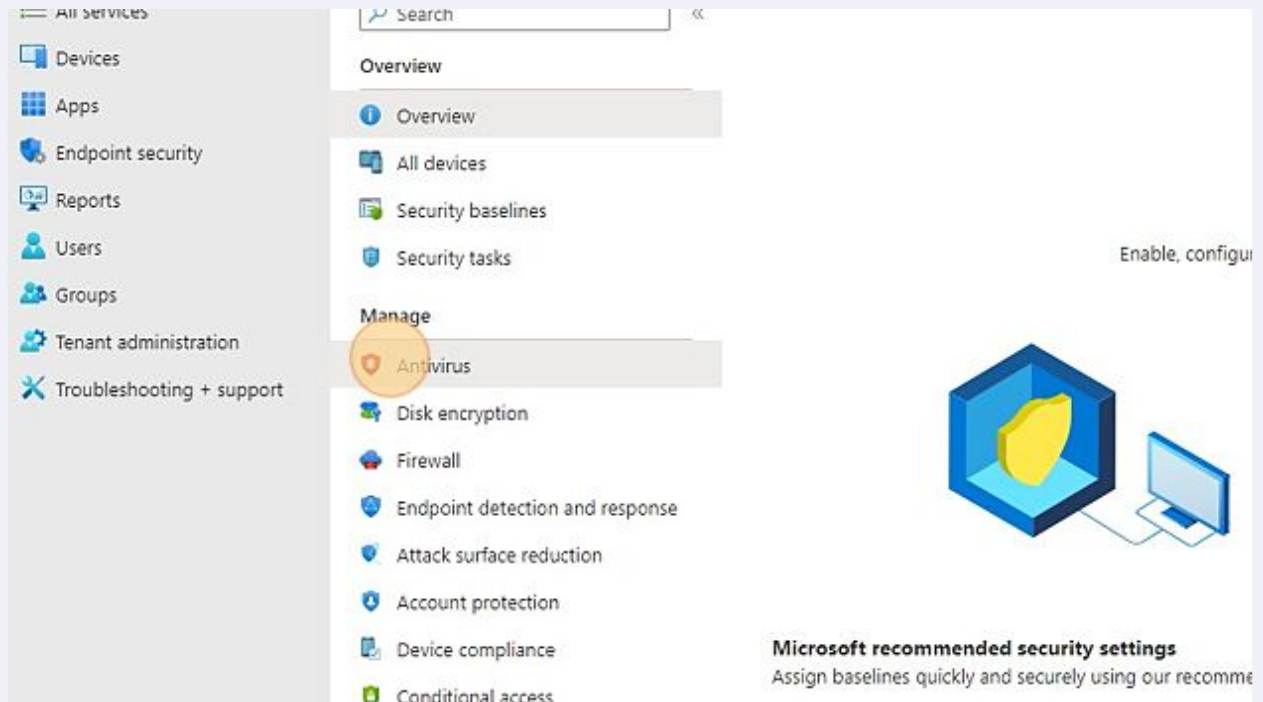 All services
Devices
Apps
Endpoint security
Reports
Users
Groups
Tenant administration
Troubleshooting + support
Search
Overview
Overview
All devices
Security baselines
Security tasks
Manage
Antivirus
Disk encryption
Firewall
Endpoint detection and response
Attack surface reduction
Account protection
Device compliance
Conditional access
Enable, configu
Microsoft recommended security settings
Assign baselines quickly and securely using our recomme